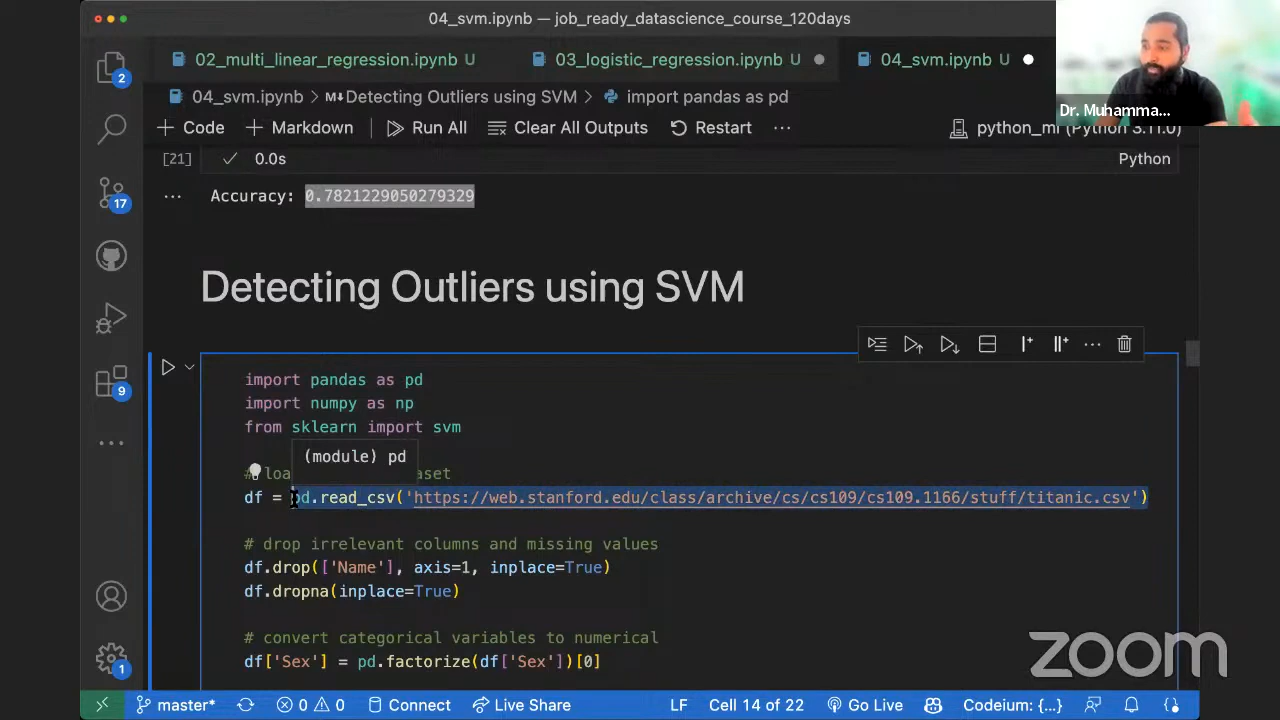 04_svm.ipynb — job_ready_datascience_course_120days
02_multi_linear_regression.ipynb U
03_logistic_regression.ipynb U
04_svm.ipynb U
Dr. Muhamma...
04_svm.ipynb > M↓Detecting Outliers using SVM > import pandas as pd
+ Code + Markdown Run All Clear All Outputs Restart ...
python_ml (Python 3.11.0)
[21] ✓ 0.0s
Python
... Accuracy: 0.7821229050279329
Detecting Outliers using SVM
import pandas as pd
import numpy as np
from sklearn import svm
(module) pd
df = pd.read_csv('https://web.stanford.edu/class/archive/cs/cs109/cs109.1166/stuff/titanic.csv')
# drop irrelevant columns and missing values
df.drop(['Name'], axis=1, inplace=True)
df.dropna(inplace=True)
# convert categorical variables to numerical
df['Sex'] = pd.factorize(df['Sex'])[0]
2
17
9
1
zoom
master* 0 0 Connect Live Share LF Cell 14 of 22 Go Live Codeium: {...}